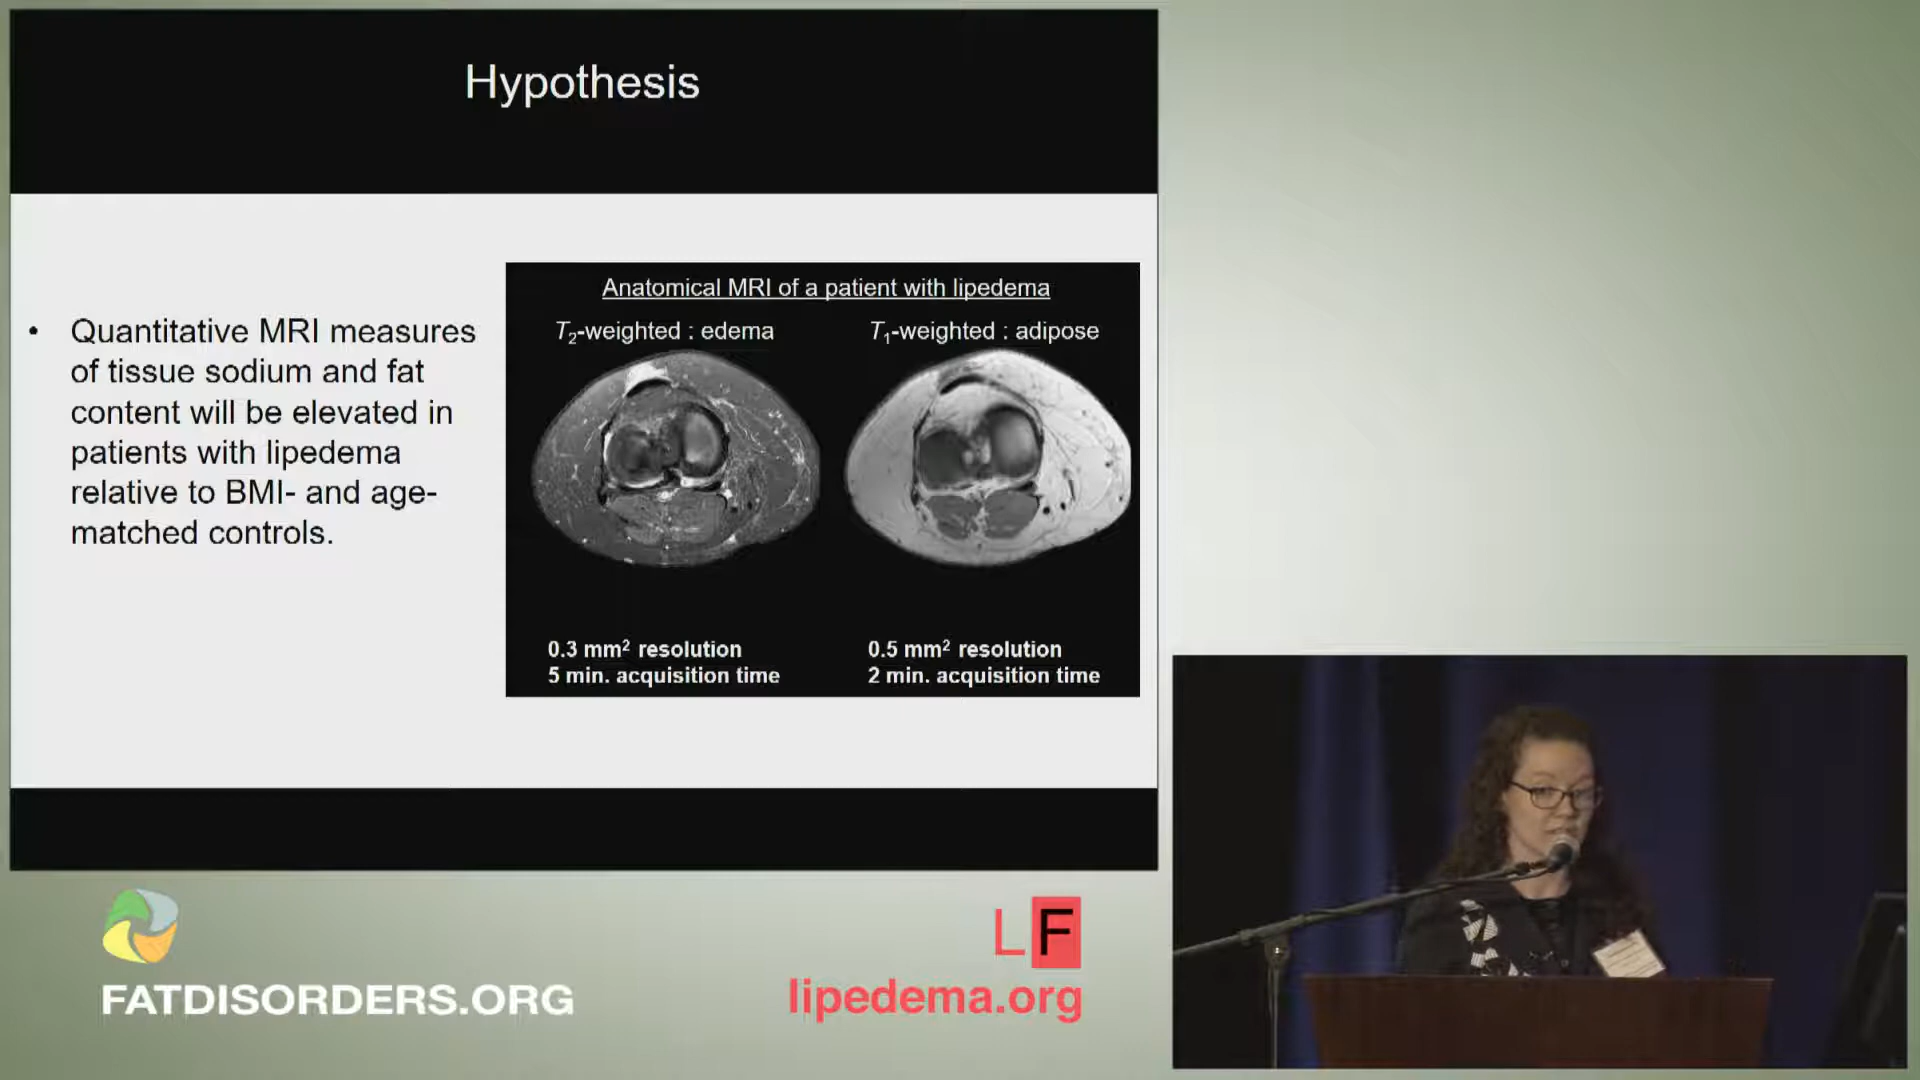 Hypothesis
• Quantitative MRI measures
of tissue sodium and fat
content will be elevated in
patients with lipedema
relative to BMI- and age-
matched controls.
Anatomical MRI of a patient with lipedema
T2-weighted : edema
T1-weighted : adipose
0.3 mm² resolution
5 min. acquisition time
0.5 mm² resolution
2 min. acquisition time
FATDISORDERS.ORG
LF
lipedema.org